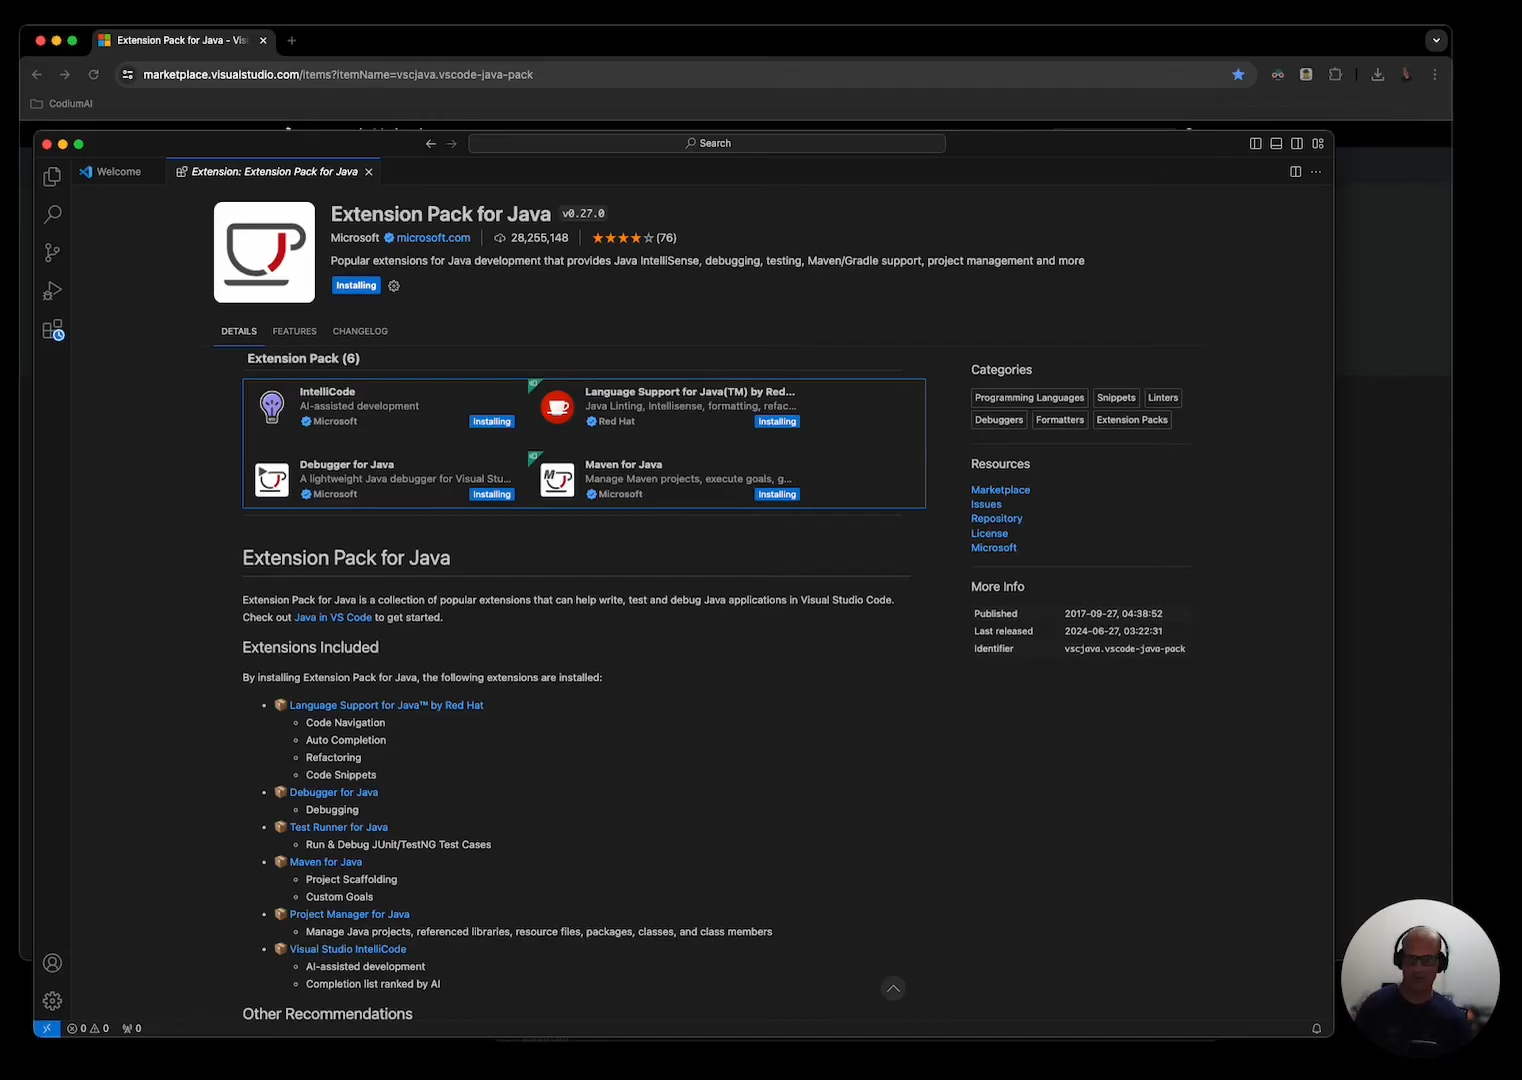 Extension Pack for Java - Vis
marketplace.visualstudio.com/items?itemName=vscjava.vscode-java-pack
CodiumAI
Search
Welcome
Extension: Extension Pack for Java
Extension Pack for Java v0.27.0
Microsoft microsoft.com 28,255,148 (76)
Popular extensions for Java development that provides Java IntelliSense, debugging, testing, Maven/Gradle support, project management and more
Installing
DETAILS FEATURES CHANGELOG
Extension Pack (6)
IntelliCode
AI-assisted development
Microsoft Installing
Language Support for Java(TM) by Red...
Java Linting, Intellisense, formatting, refac...
Red Hat Installing
Debugger for Java
A lightweight Java debugger for Visual Stu...
Microsoft Installing
Maven for Java
Manage Maven projects, execute goals, g...
Microsoft Installing
Extension Pack for Java
Extension Pack for Java is a collection of popular extensions that can help write, test and debug Java applications in Visual Studio Code.
Check out Java in VS Code to get started.
Extensions Included
By installing Extension Pack for Java, the following extensions are installed:
• 📦 Language Support for Java™ by Red Hat
◦ Code Navigation
◦ Auto Completion
◦ Refactoring
◦ Code Snippets
• 📦 Debugger for Java
◦ Debugging
• 📦 Test Runner for Java
◦ Run & Debug JUnit/TestNG Test Cases
• 📦 Maven for Java
◦ Project Scaffolding
◦ Custom Goals
• 📦 Project Manager for Java
◦ Manage Java projects, referenced libraries, resource files, packages, classes, and class members
• 📦 Visual Studio IntelliCode
◦ AI-assisted development
◦ Completion list ranked by AI
Other Recommendations
Categories
Programming Languages Snippets Linters
Debuggers Formatters Extension Packs
Resources
Marketplace
Issues
Repository
License
Microsoft
More Info
Published 2017-09-27, 04:38:52
Last released 2024-06-27, 03:22:31
Identifier vscjava.vscode-java-pack
0 0 0